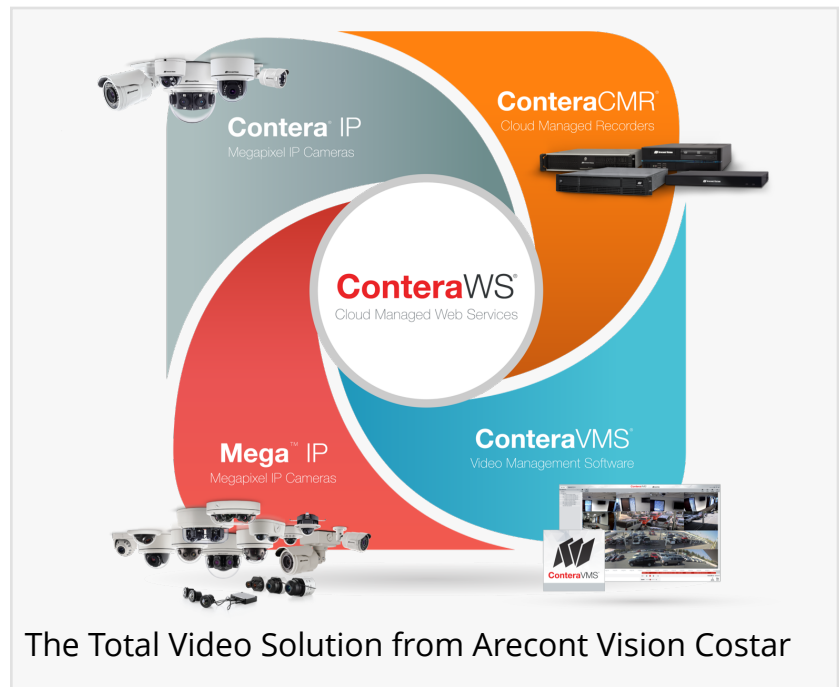 Contera® IP
Megapixel IP Cameras
ConteraCMR®
Cloud Managed Recorders
ConteraWS®
Cloud Managed Web Services
Mega™ IP
Megapixel IP Cameras
ConteraVMS®
Video Management Software
ConteraVMS®
The Total Video Solution from Arecont Vision Costar